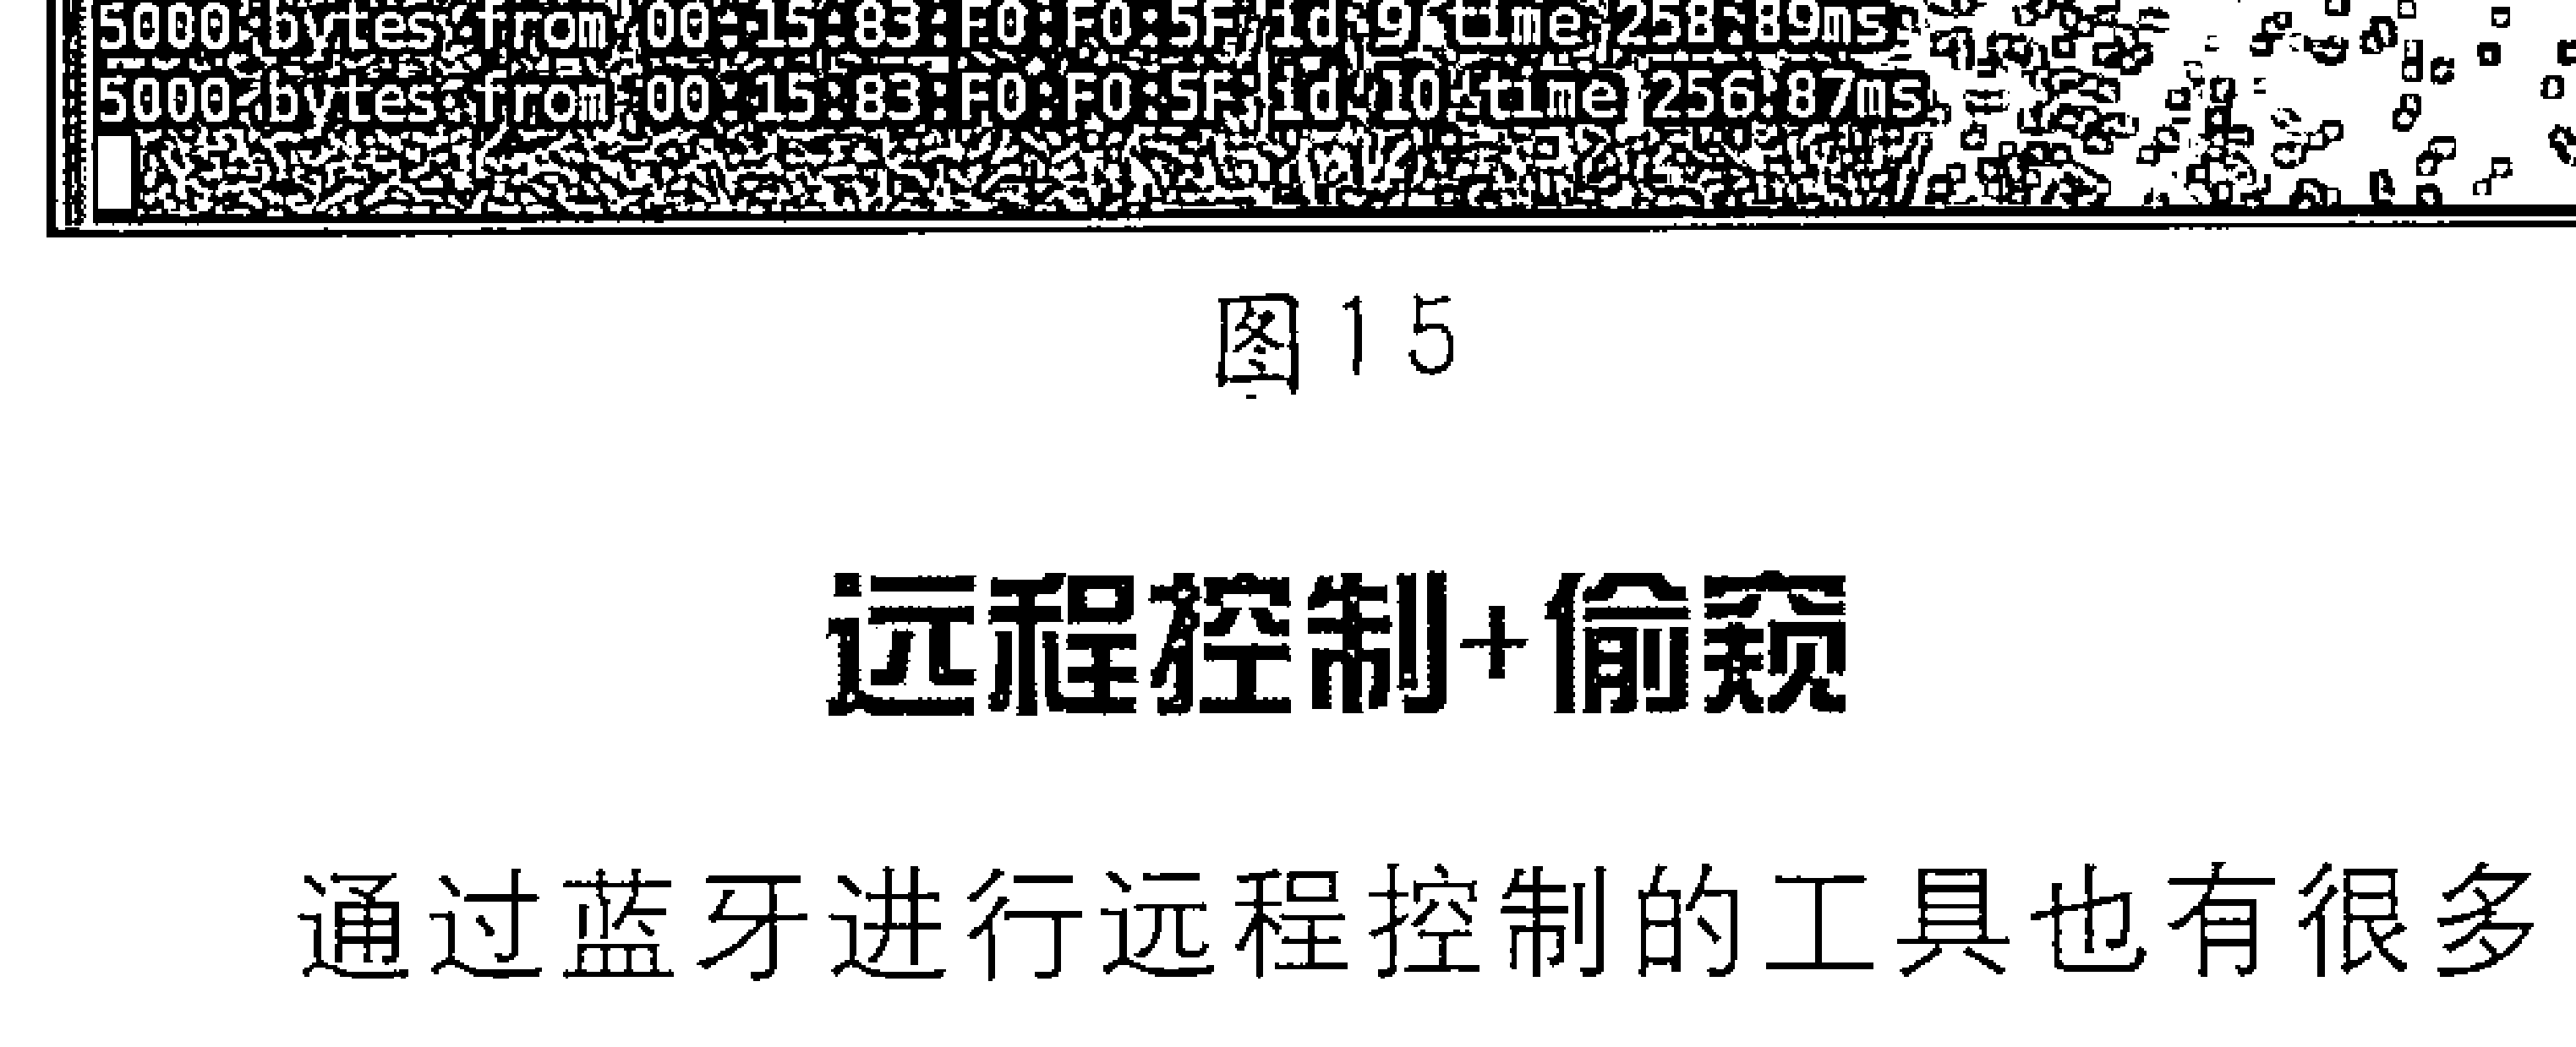 5000 bytes from 00:15:83:F0:F0:5F id 9 time 258.89ms
5000 bytes from 00:15:83:F0:F0:5F id 10 time 256.87ms
图15
远程控制+偷窥
通过蓝牙进行远程控制的工具也有很多